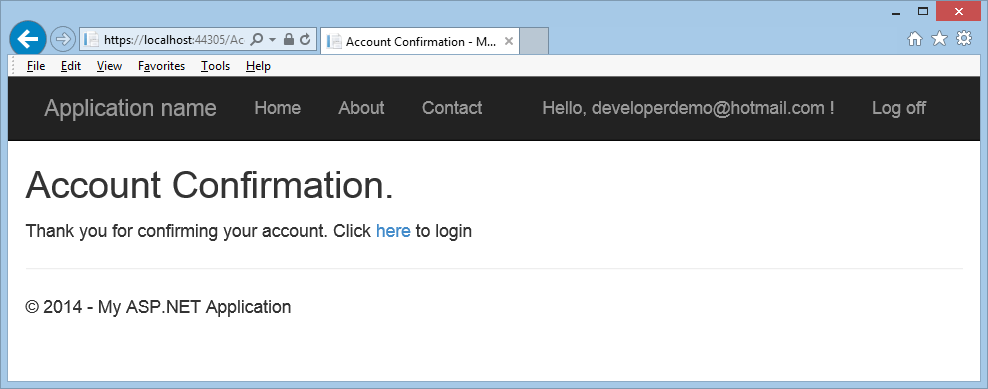 https://localhost:44305/Ac
Account Confirmation - M...
File Edit View Favorites Tools Help
Application name Home About Contact Hello, developerdemo@hotmail.com ! Log off
Account Confirmation.
Thank you for confirming your account. Click here to login
© 2014 - My ASP.NET Application